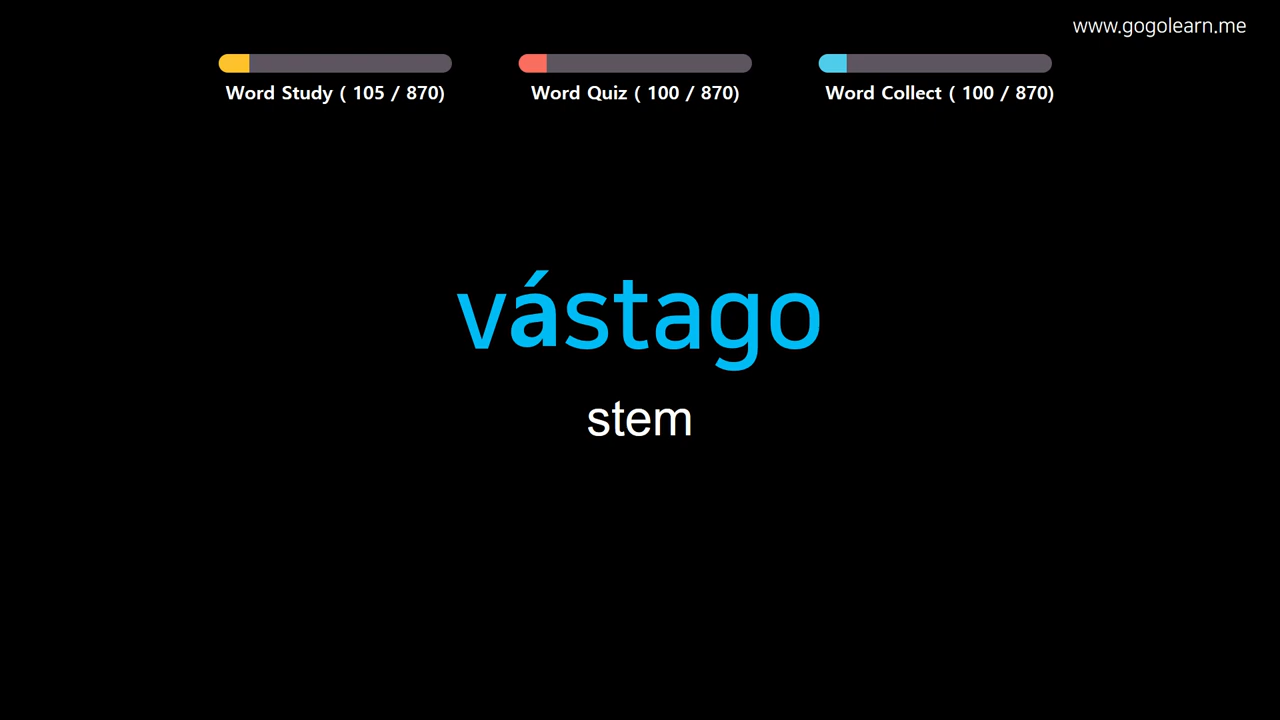 www.gogolearn.me
Word Study ( 105 / 870)
Word Quiz ( 100 / 870)
Word Collect ( 100 / 870)
vástago
stem